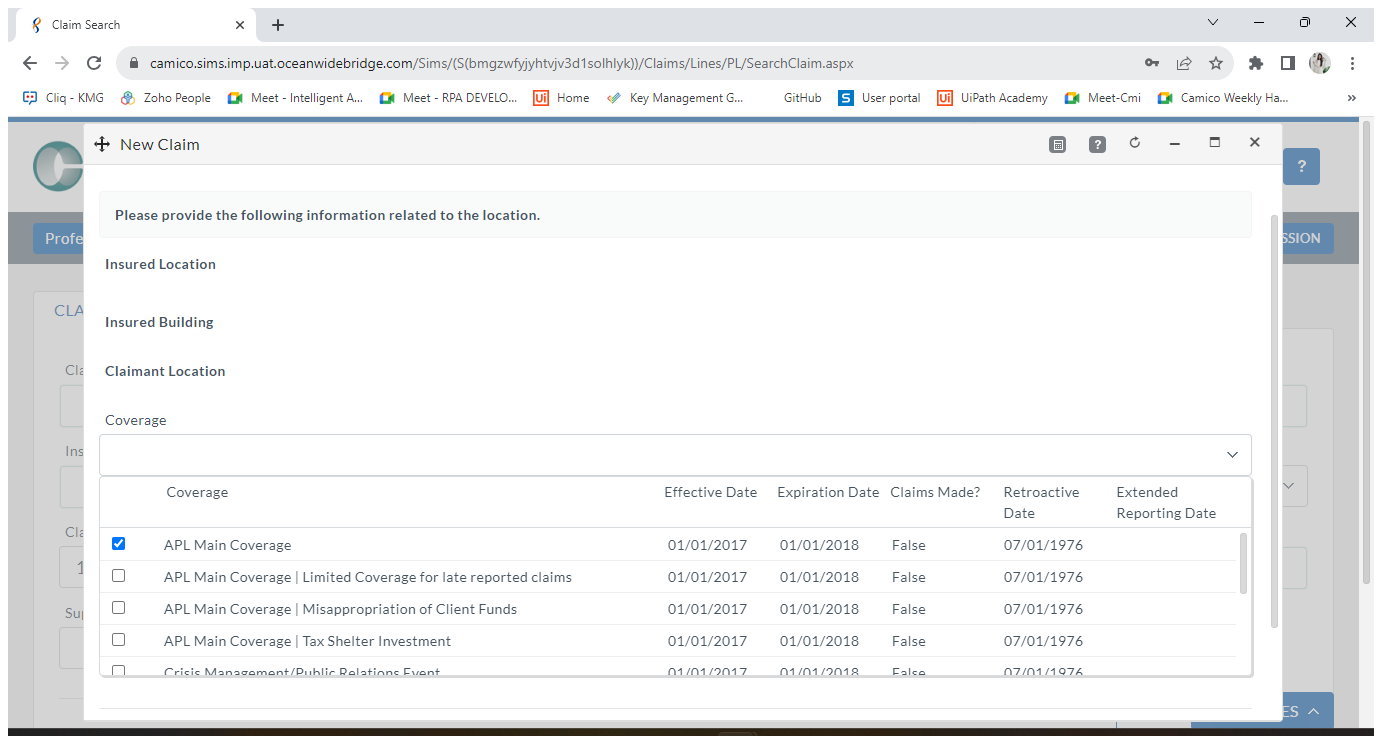 Claim Search
camico.sims.imp.uat.oceanwidebridge.com/Sims/(S(bmgzwfyjyhtvjv3d1solhlyk))/Claims/Lines/PL/SearchClaim.aspx
Cliq - KMG Zoho People Meet - Intelligent A... Meet - RPA DEVELO... Ui Home Key Management G... GitHub S User portal Ui UiPath Academy Meet-Cmi Camico Weekly Ha... »
New Claim ?
?
Please provide the following information related to the location.
Profe SSION
Insured Location
CLA
Insured Building
Cla Claimant Location
Coverage
Ins
Coverage Effective Date Expiration Date Claims Made? Retroactive Date Extended Reporting Date
Cla
APL Main Coverage 01/01/2017 01/01/2018 False 07/01/1976
1 APL Main Coverage | Limited Coverage for late reported claims 01/01/2017 01/01/2018 False 07/01/1976
Sup APL Main Coverage | Misappropriation of Client Funds 01/01/2017 01/01/2018 False 07/01/1976
APL Main Coverage | Tax Shelter Investment 01/01/2017 01/01/2018 False 07/01/1976
Crisis Management/Public Relations Event 01/01/2017 01/01/2018 False 07/01/1976
ES